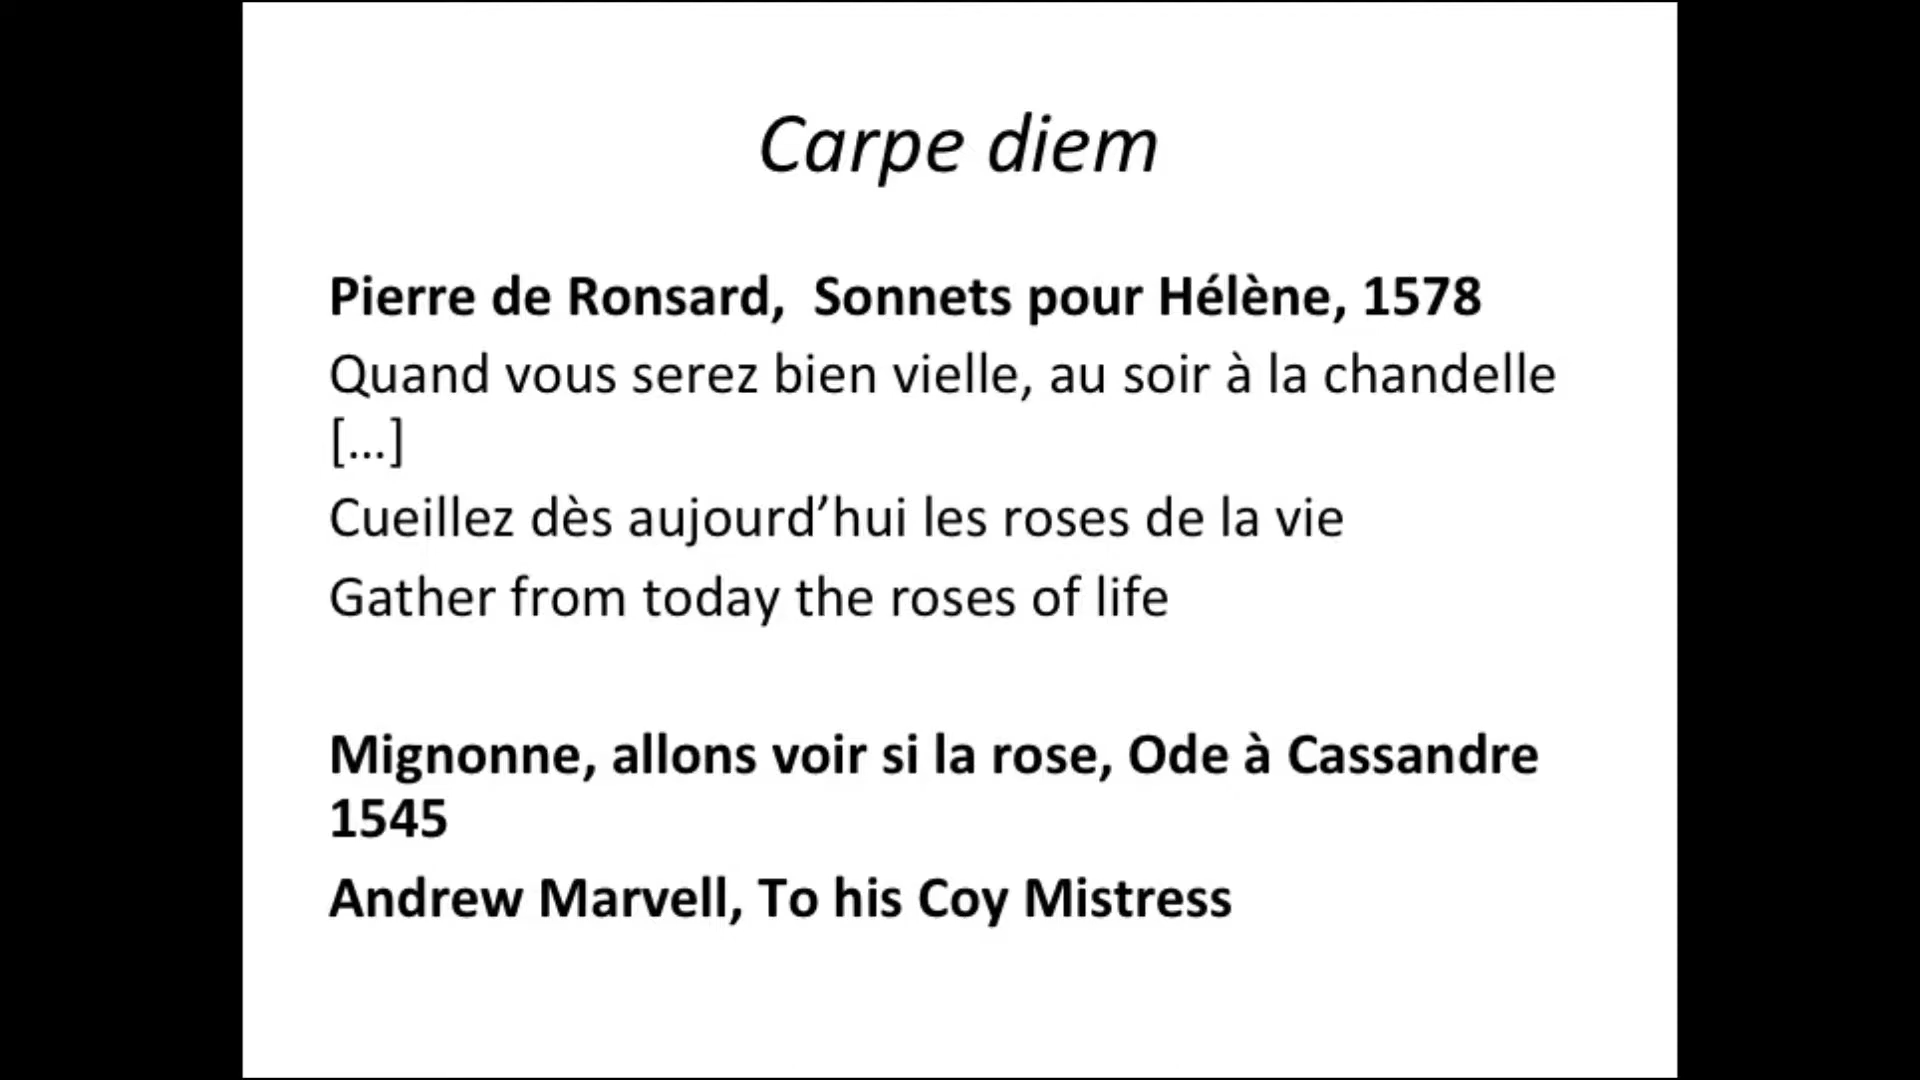 Carpe diem
Pierre de Ronsard,  Sonnets pour Hélène, 1578
Quand vous serez bien vielle, au soir à la chandelle
[…]
Cueillez dès aujourd’hui les roses de la vie
Gather from today the roses of life
Mignonne, allons voir si la rose, Ode à Cassandre
1545
Andrew Marvell, To his Coy Mistress